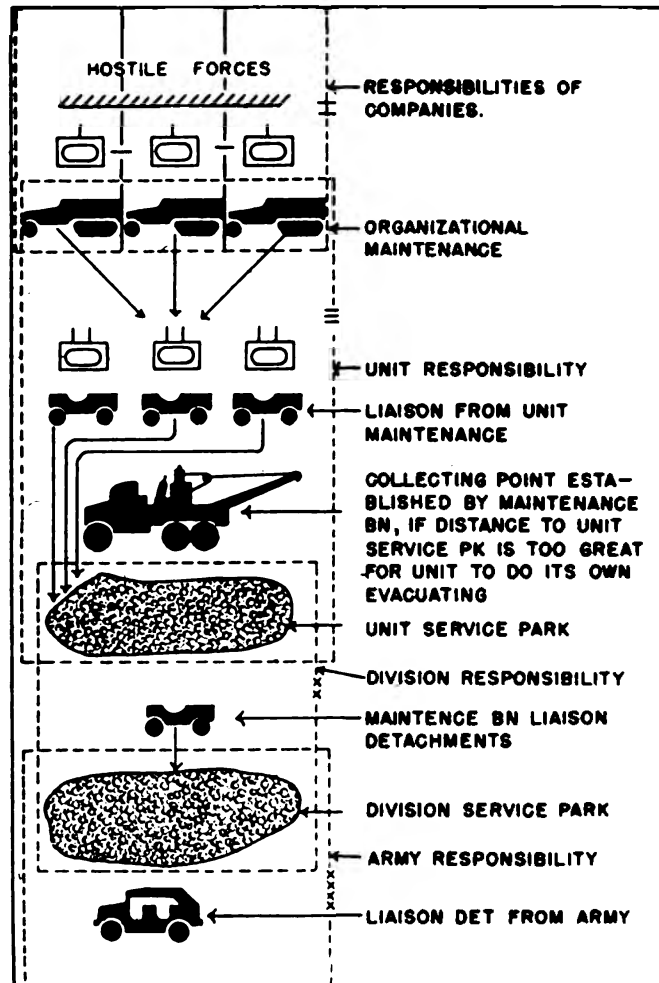 HOSTILE FORCES
RESPONSIBILITIES OF
COMPANIES.
ORGANIZATIONAL
MAINTENANCE
UNIT RESPONSIBILITY
LIAISON FROM UNIT
MAINTENANCE
COLLECTING POINT ESTA-
BLISHED BY MAINTENANCE
BN, IF DISTANCE TO UNIT
SERVICE PK IS TOO GREAT
FOR UNIT TO DO ITS OWN
EVACUATING
UNIT SERVICE PARK
DIVISION RESPONSIBILITY
MAINTENCE BN LIAISON
DETACHMENTS
DIVISION SERVICE PARK
ARMY RESPONSIBILITY
LIAISON DET FROM ARMY